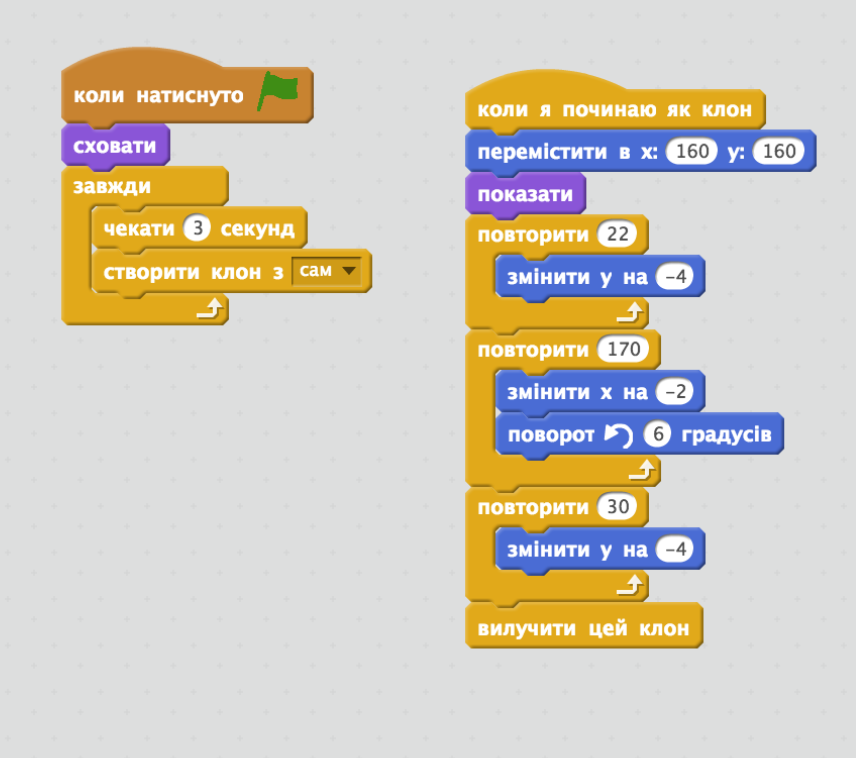 коли натиснуто
сховати
завжди
чекати 3 секунд
створити клон з сам
коли я починаю як клон
перемістити в x: 160 y: 160
показати
повторити 22
змінити y на -4
повторити 170
змінити x на -2
поворот 6 градусів
повторити 30
змінити y на -4
вилучити цей клон